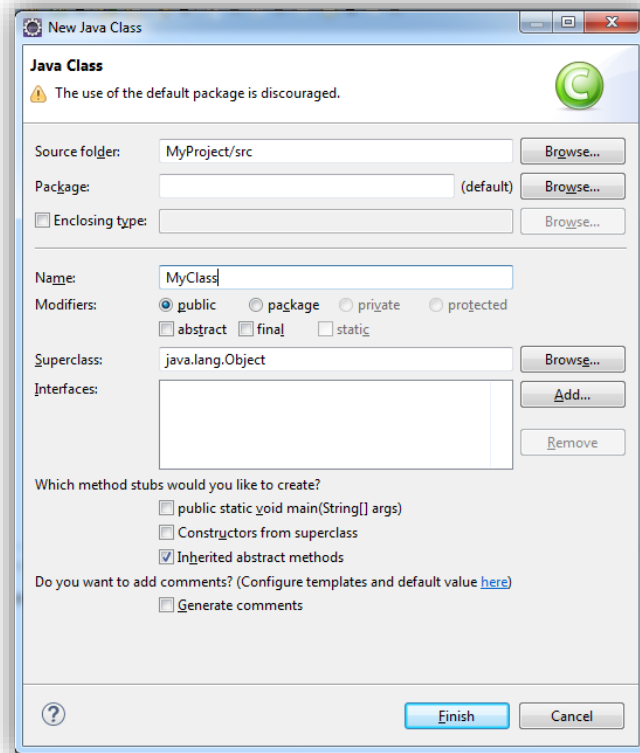 New Java Class
Java Class
The use of the default package is discouraged.
C
Source folder: MyProject/src Browse...
Package: (default) Browse...
Enclosing type: Browse...
Name: MyClass
Modifiers: public package private protected
abstract final static
Superclass: java.lang.Object Browse...
Interfaces: Add...
Remove
Which method stubs would you like to create?
public static void main(String[] args)
Constructors from superclass
Inherited abstract methods
Do you want to add comments? (Configure templates and default value here)
Generate comments
? Finish Cancel